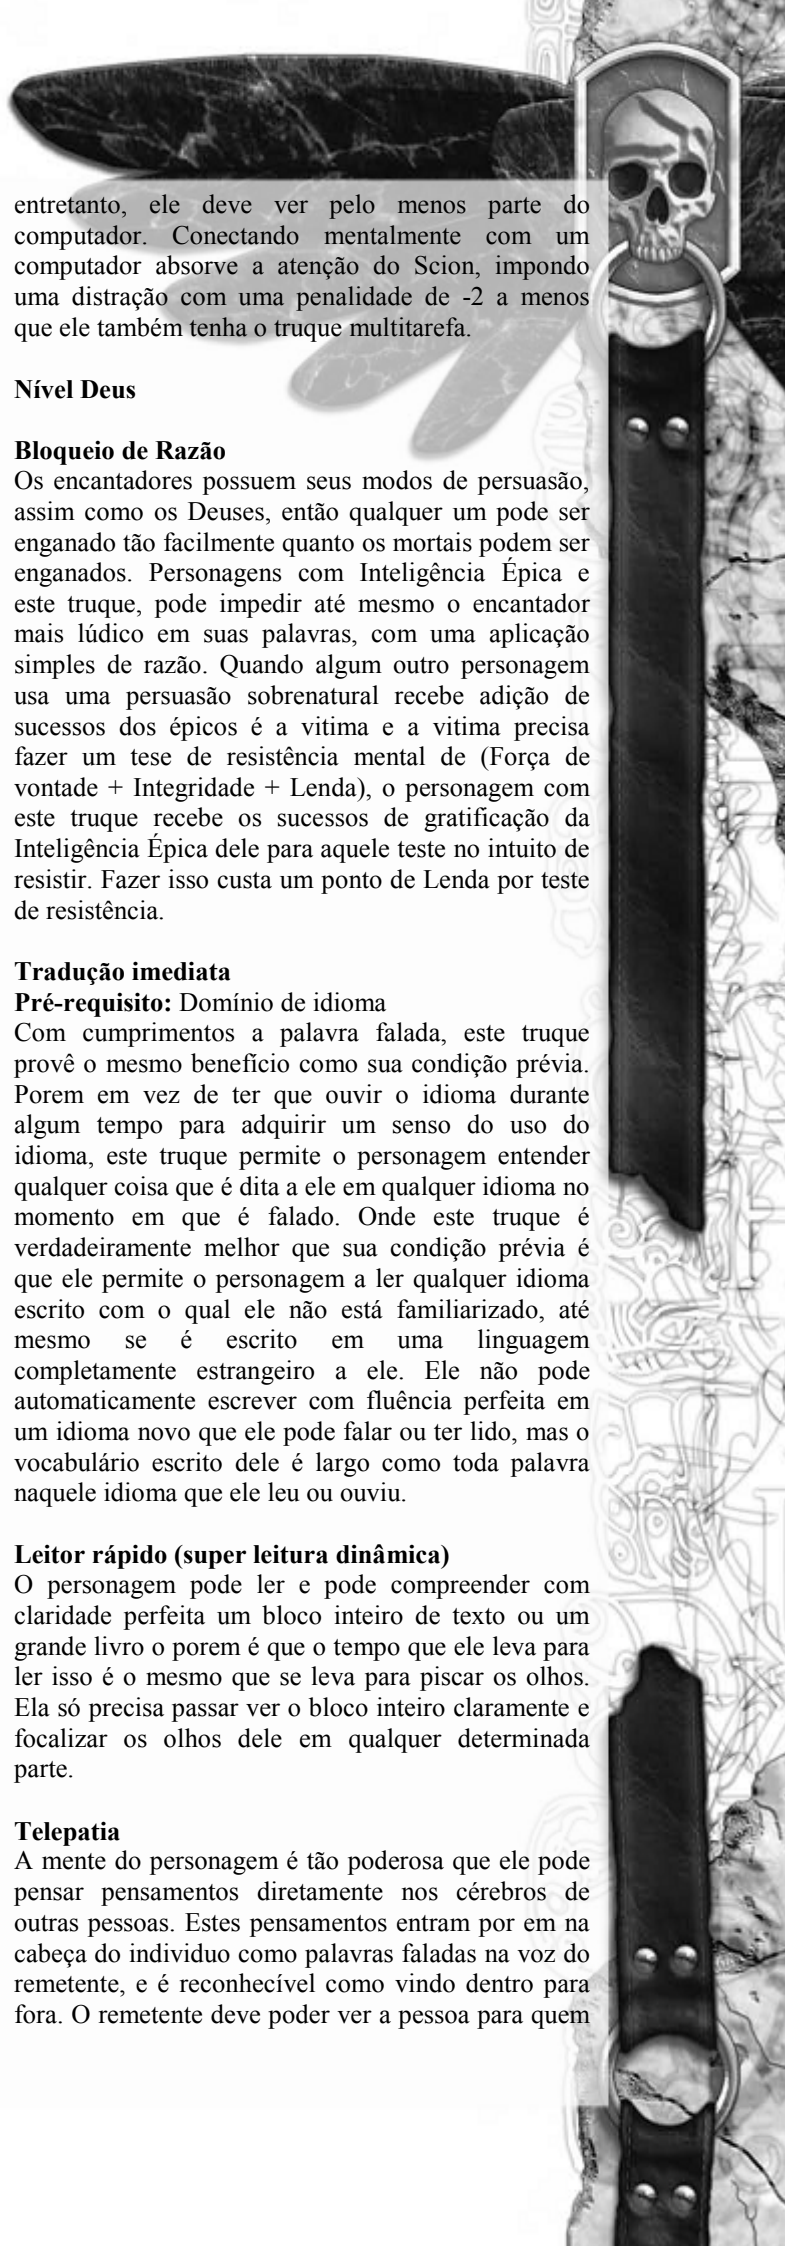 entretanto, ele deve ver pelo menos parte do
computador. Conectando mentalmente com um
computador absorve a atenção do Scion, impondo
uma distração com uma penalidade de -2 a menos
que ele também tenha o truque multitarefa.
Nível Deus
Bloqueio de Razão
Os encantadores possuem seus modos de persuasão,
assim como os Deuses, então qualquer um pode ser
enganado tão facilmente quanto os mortais podem ser
enganados. Personagens com Inteligência Épica e
este truque, pode impedir até mesmo o encantador
mais lúdico em suas palavras, com uma aplicação
simples de razão. Quando algum outro personagem
usa uma persuasão sobrenatural recebe adição de
sucessos dos épicos é a vitima e a vitima precisa
fazer um tese de resistência mental de (Força de
vontade + Integridade + Lenda), o personagem com
este truque recebe os sucessos de gratificação da
Inteligência Épica dele para aquele teste no intuito de
resistir. Fazer isso custa um ponto de Lenda por teste
de resistência.
Tradução imediata
Pré-requisito: Domínio de idioma
Com cumprimentos a palavra falada, este truque
provê o mesmo benefício como sua condição prévia.
Porem em vez de ter que ouvir o idioma durante
algum tempo para adquirir um senso do uso do
idioma, este truque permite o personagem entender
qualquer coisa que é dita a ele em qualquer idioma no
momento em que é falado. Onde este truque é
verdadeiramente melhor que sua condição prévia é
que ele permite o personagem a ler qualquer idioma
escrito com o qual ele não está familiarizado, até
mesmo se é escrito em uma linguagem
completamente estrangeiro a ele. Ele não pode
automaticamente escrever com fluência perfeita em
um idioma novo que ele pode falar ou ter lido, mas o
vocabulário escrito dele é largo como toda palavra
naquele idioma que ele leu ou ouviu.
Leitor rápido (super leitura dinâmica)
O personagem pode ler e pode compreender com
claridade perfeita um bloco inteiro de texto ou um
grande livro o porem é que o tempo que ele leva para
ler isso é o mesmo que se leva para piscar os olhos.
Ela só precisa passar ver o bloco inteiro claramente e
focalizar os olhos dele em qualquer determinada
parte.
Telepatia
A mente do personagem é tão poderosa que ele pode
pensar pensamentos diretamente nos cérebros de
outras pessoas. Estes pensamentos entram por em na
cabeça do individuo como palavras faladas na voz do
remetente, e é reconhecível como vindo dentro para
fora. O remetente deve poder ver a pessoa para quem